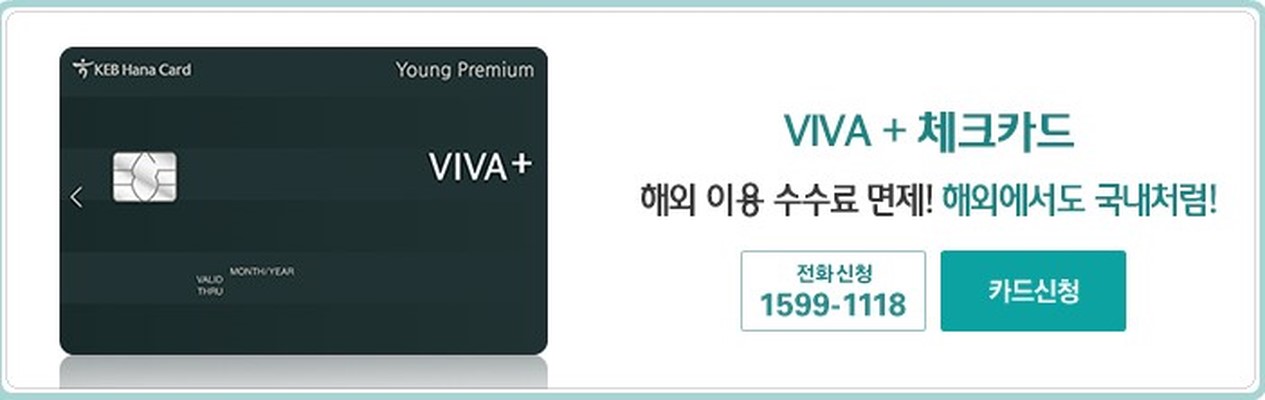 KEB Hana Card
Young Premium
VIVA+
MONTH/YEAR
VALID
THRU
VIVA + 체크카드
해외 이용 수수료 면제! 해외에서도 국내처럼!
전화신청
1599-1118
카드신청